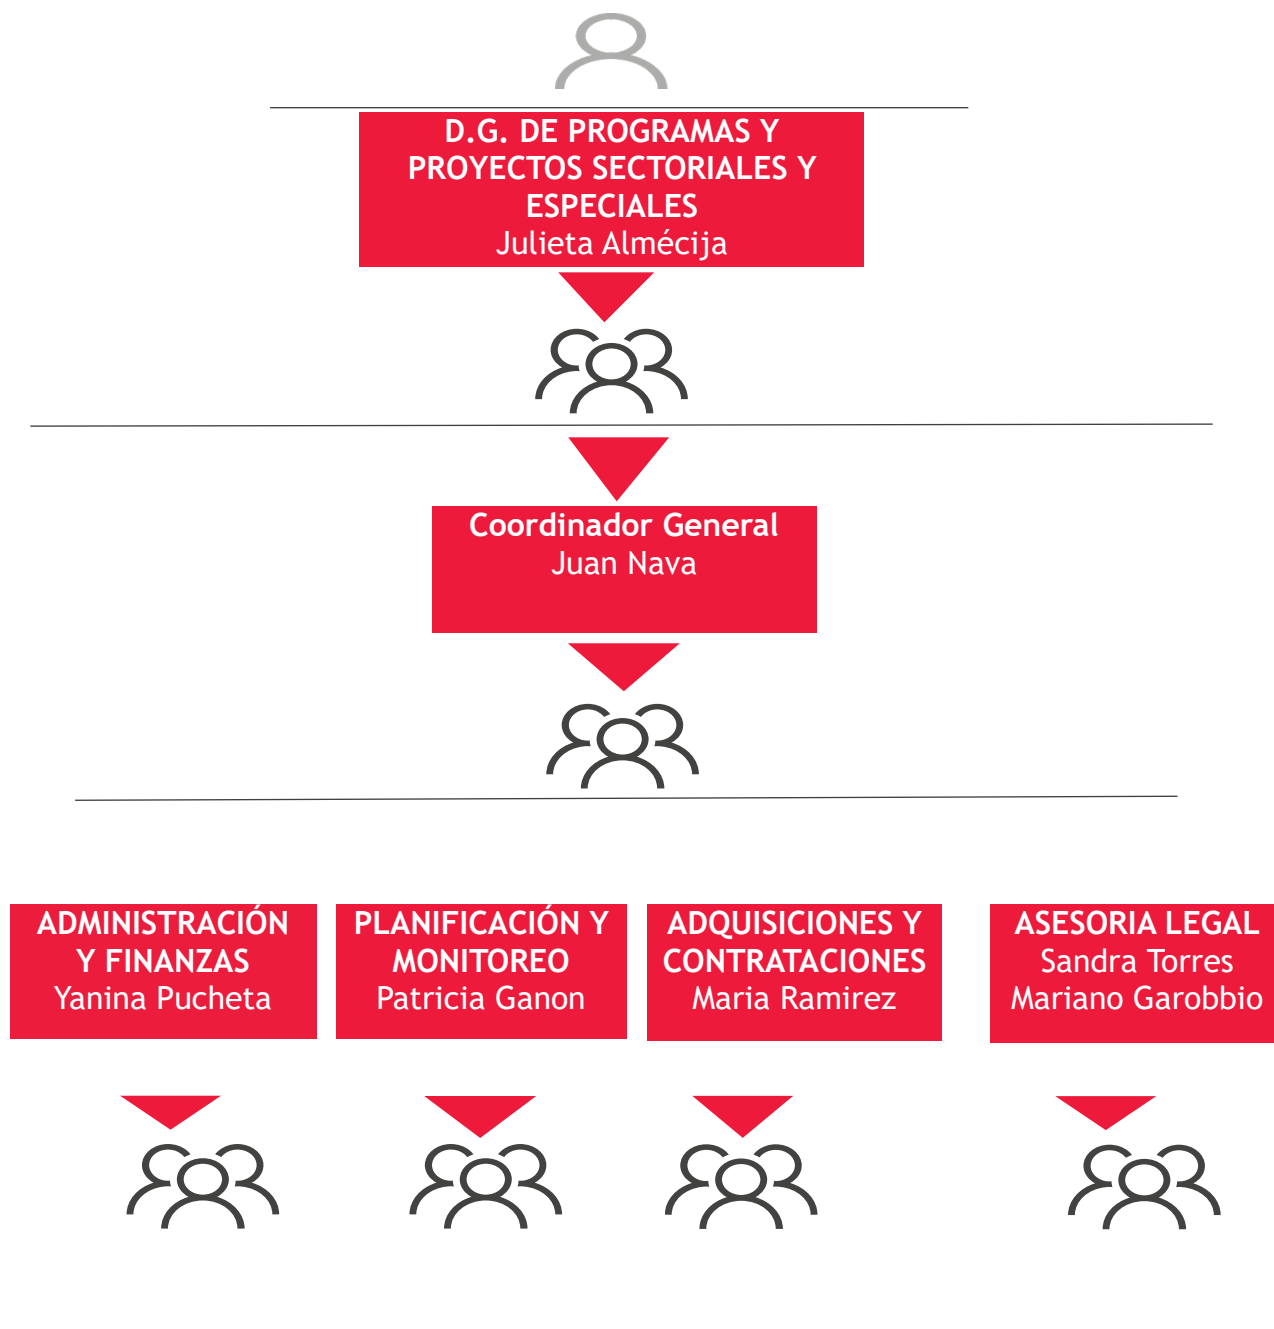 D.G. DE PROGRAMAS Y
PROYECTOS SECTORIALES Y
ESPECIALES
Julieta Almécija
Coordinador General
Juan Nava
ADMINISTRACIÓN
Y FINANZAS
Yanina Pucheta
PLANIFICACIÓN Y
MONITOREO
Patricia Ganon
ADQUISICIONES Y
CONTRATACIONES
Maria Ramirez
ASESORIA LEGAL
Sandra Torres
Mariano Garobbio